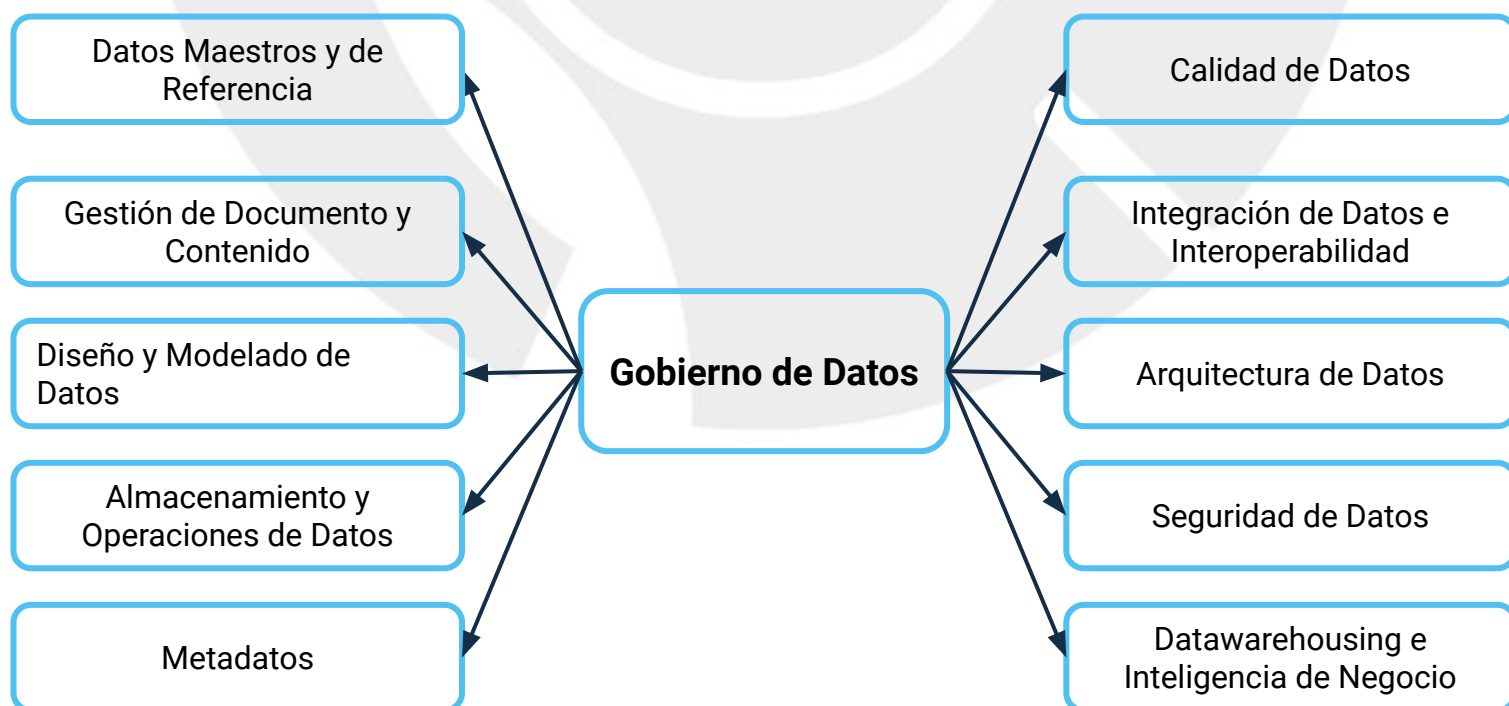 Datos Maestros y de
Referencia
Gestión de Documento y
Contenido
Diseño y Modelado de
Datos
Almacenamiento y
Operaciones de Datos
Metadatos
Gobierno de Datos
Calidad de Datos
Integración de Datos e
Interoperabilidad
Arquitectura de Datos
Seguridad de Datos
Datawarehousing e
Inteligencia de Negocio